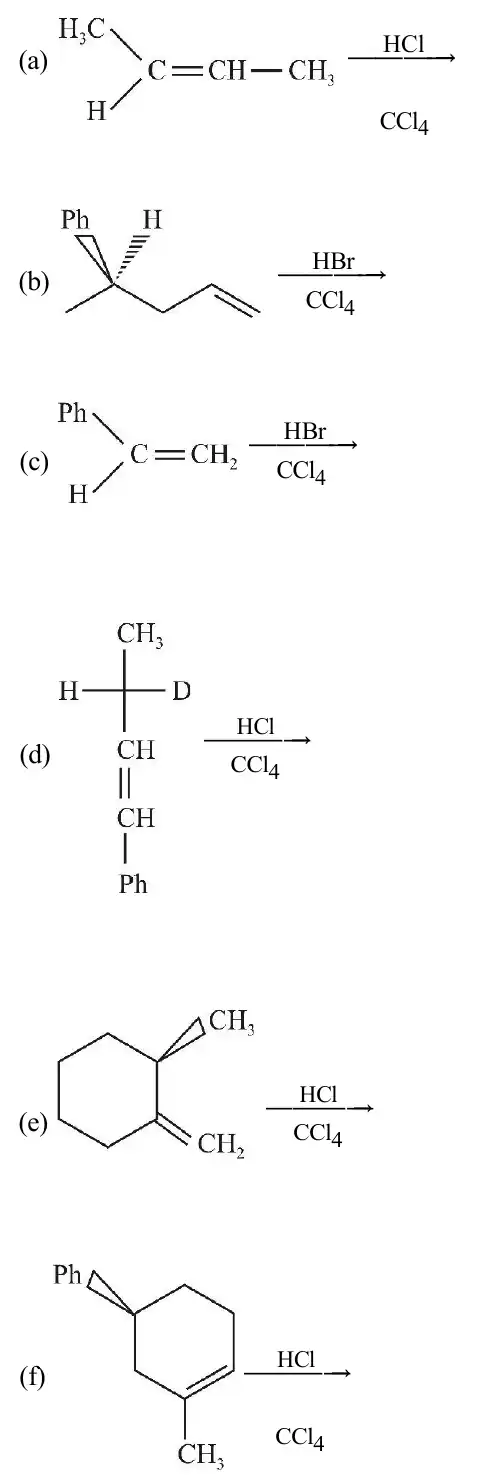 H₃C
(a) C=CH—CH₃ HCl
H
CCl₄
Ph H
(b) HBr
CCl₄
Ph
(c) C=CH₂ HBr
CCl₄
H
CH₃
H D
(d) CH HCl
CCl₄
CH
Ph
CH₃
(e) HCl
CCl₄
CH₂
Ph
(f) HCl
CCl₄
CH₃